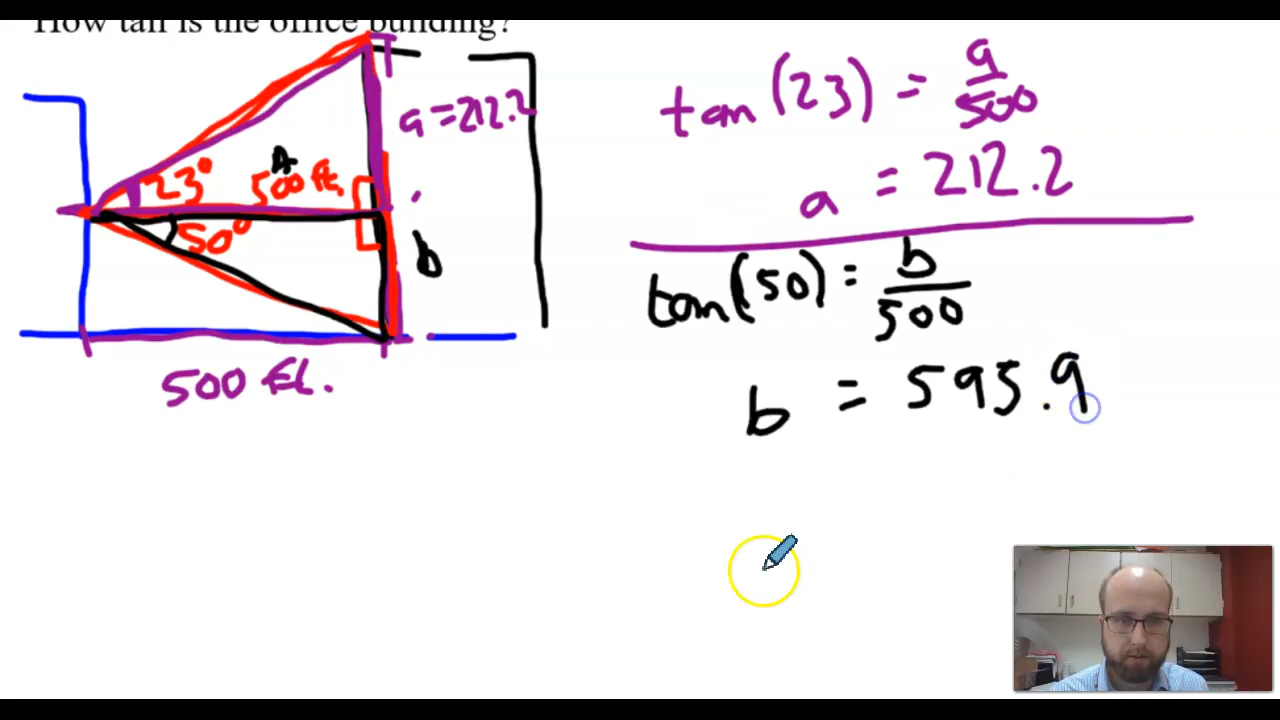 How tall is the office building?
a = 212.2
23°
500 ft.
50°
b
500 ft.
tan(23) = a/500
a = 212.2
tan(50) = b/500
b = 595.9